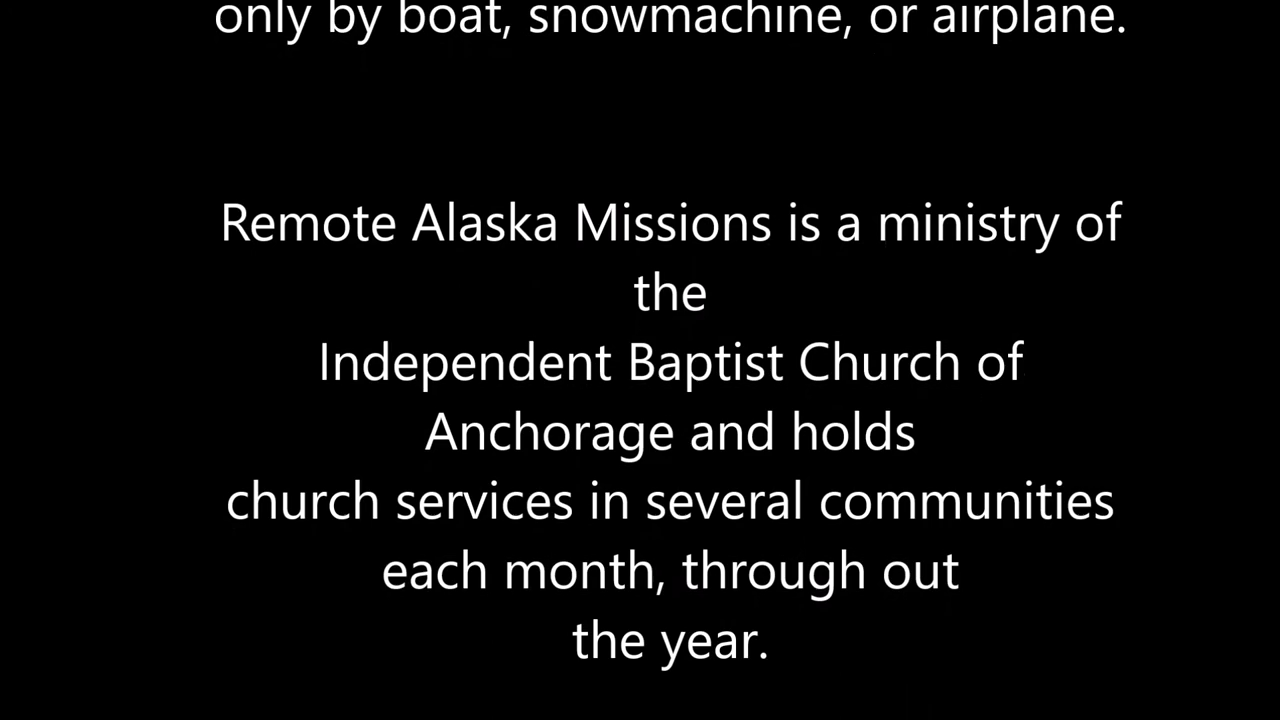 only by boat, snowmachine, or airplane.
Remote Alaska Missions is a ministry of
the
Independent Baptist Church of
Anchorage and holds
church services in several communities
each month, through out
the year.